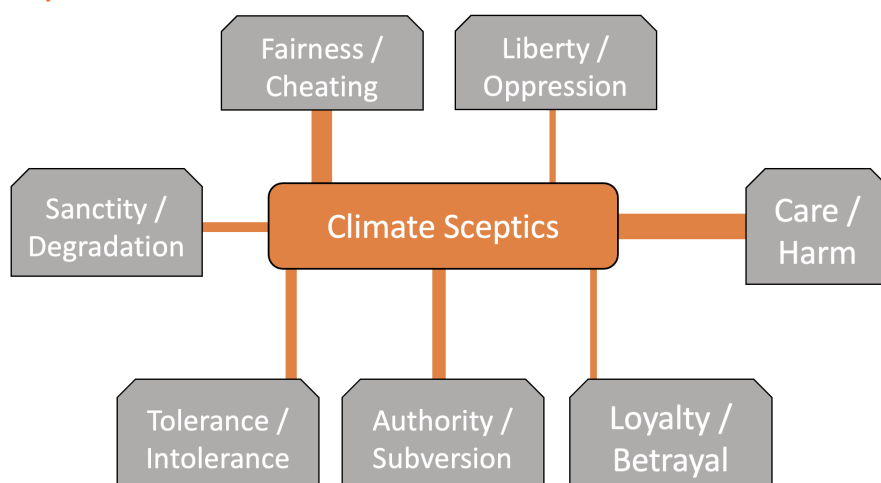 Fairness /
Cheating
Liberty /
Oppression
Sanctity /
Degradation
Climate Sceptics
Care /
Harm
Tolerance /
Intolerance
Authority /
Subversion
Loyalty /
Betrayal